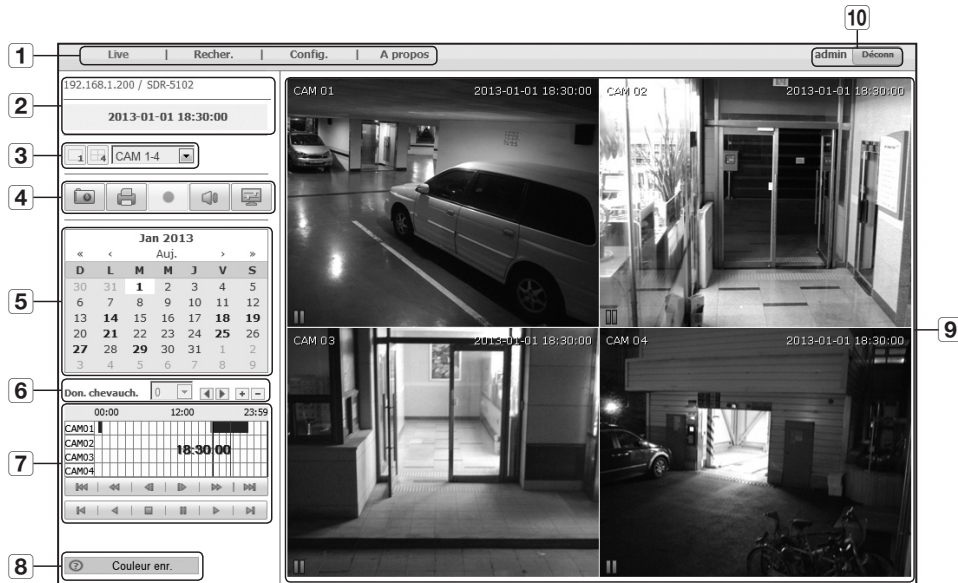 10
1 Live | Recher. | Config. | A propos admin Déconn
2 192.168.1.200 / SDR-5102
2013-01-01 18:30:00
3 1 4 CAM 1-4
4
5 Jan 2013
« ‹ Auj. › »
D L M M J V S
30 31 1 2 3 4 5
6 7 8 9 10 11 12
13 14 15 16 17 18 19
20 21 22 23 24 25 26
27 28 29 30 31 1 2
3 4 5 6 7 8 9
6 Don. chevauch. 0
7 00:00 12:00 23:59
CAM01
CAM02
18:30:00
CAM03
CAM04
8 Couleur enr.
CAM 01 2013-01-01 18:30:00
CAM 02 2013-01-01 18:30:00
CAM 03 2013-01-01 18:30:00
CAM 04 2013-01-01 18:30:00
9